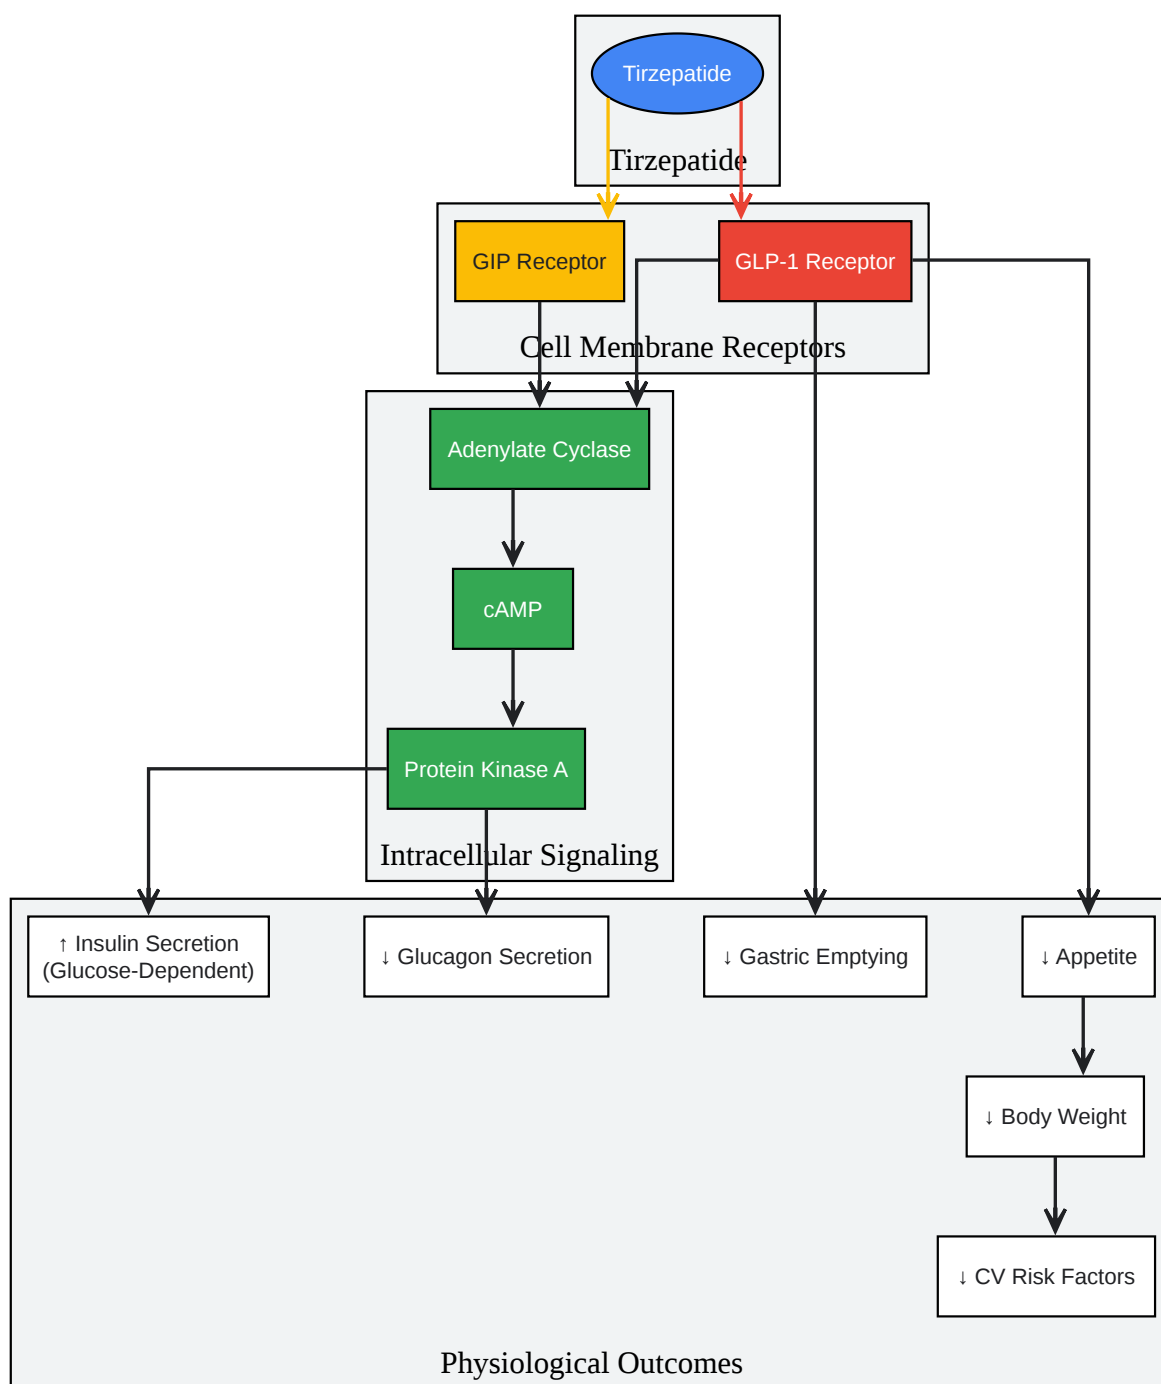 Tirzepatide
Tirzepatide
GIP Receptor
GLP-1 Receptor
Cell Membrane Receptors
Adenylate Cyclase
cAMP
Protein Kinase A
Intracellular Signaling
↑ Insulin Secretion
(Glucose-Dependent)
↓ Glucagon Secretion
↓ Gastric Emptying
↓ Appetite
↓ Body Weight
↓ CV Risk Factors
Physiological Outcomes